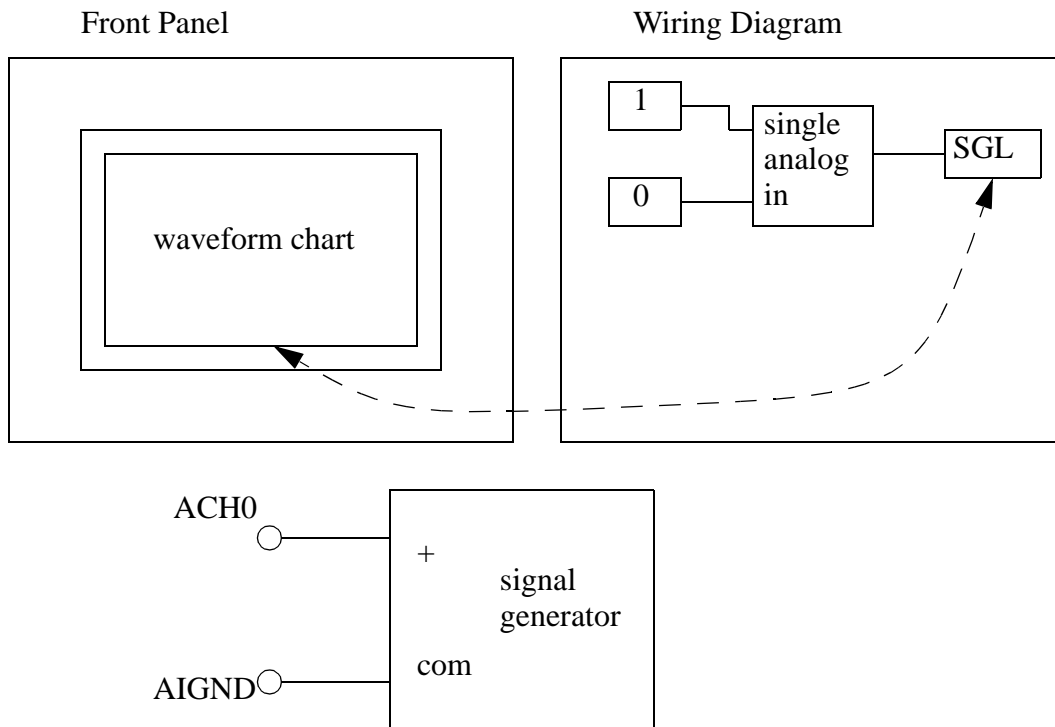 Front Panel
Wiring Diagram
waveform chart
1
0
single
analog
in
SGL
ACH0
AIGND
+
signal
generator
com